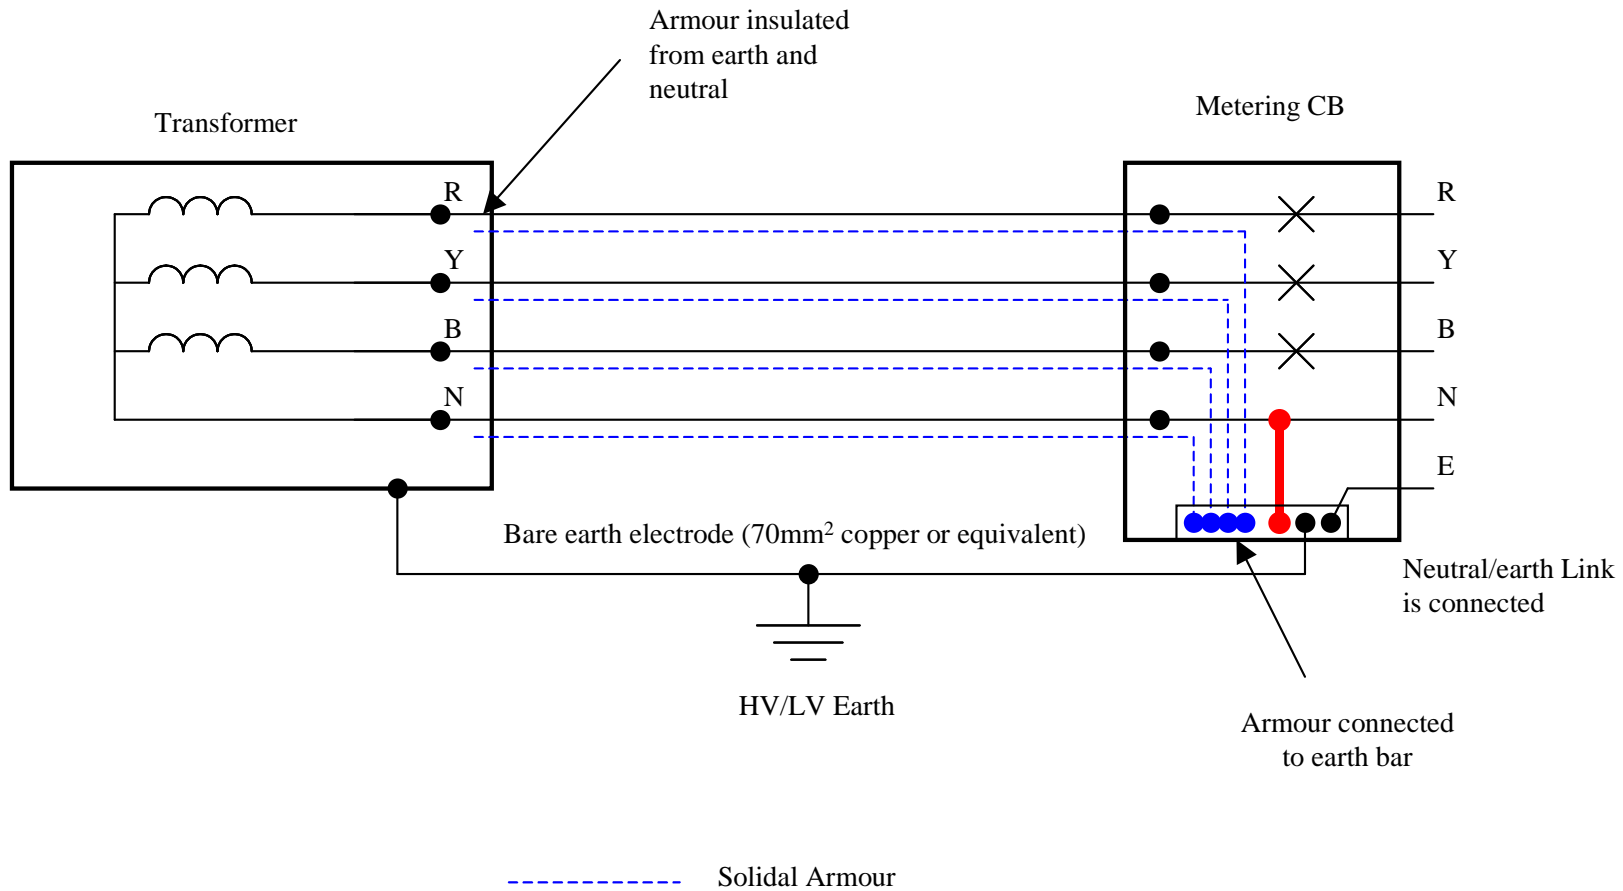 Armour insulated
from earth and
neutral
Transformer
Metering CB
R
R
Y
Y
B
B
N
N
E
Bare earth electrode (70mm² copper or equivalent)
Neutral/earth Link
is connected
HV/LV Earth
Armour connected
to earth bar
Solidal Armour